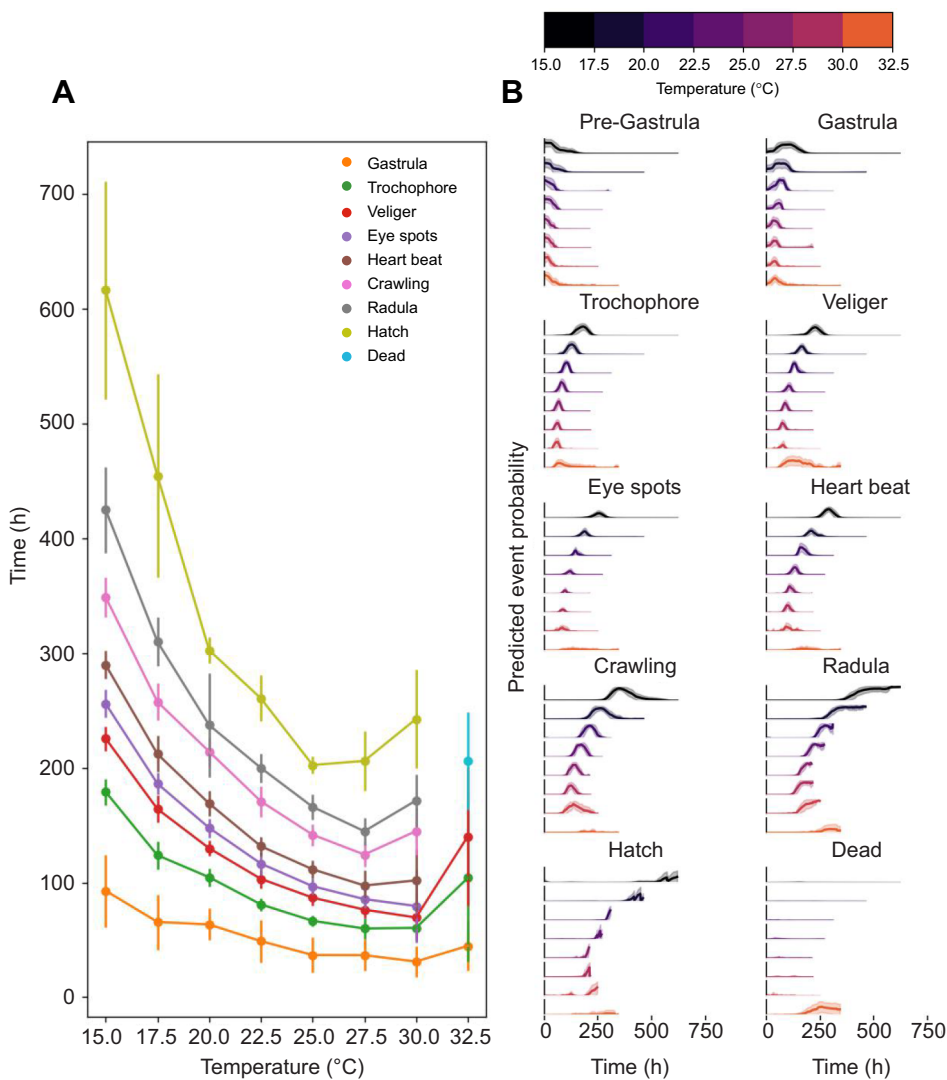 15.0 17.5 20.0 22.5 25.0 27.5 30.0 32.5
Temperature (°C)
A
B
700
600
500
400
300
200
100
0
Time (h)
Gastrula
Trochophore
Veliger
Eye spots
Heart beat
Crawling
Radula
Hatch
Dead
15.0 17.5 20.0 22.5 25.0 27.5 30.0 32.5
Temperature (°C)
Predicted event probability
Pre-Gastrula Gastrula
Trochophore Veliger
Eye spots Heart beat
Crawling Radula
Hatch Dead
0 250 500 750 0 250 500 750
Time (h) Time (h)